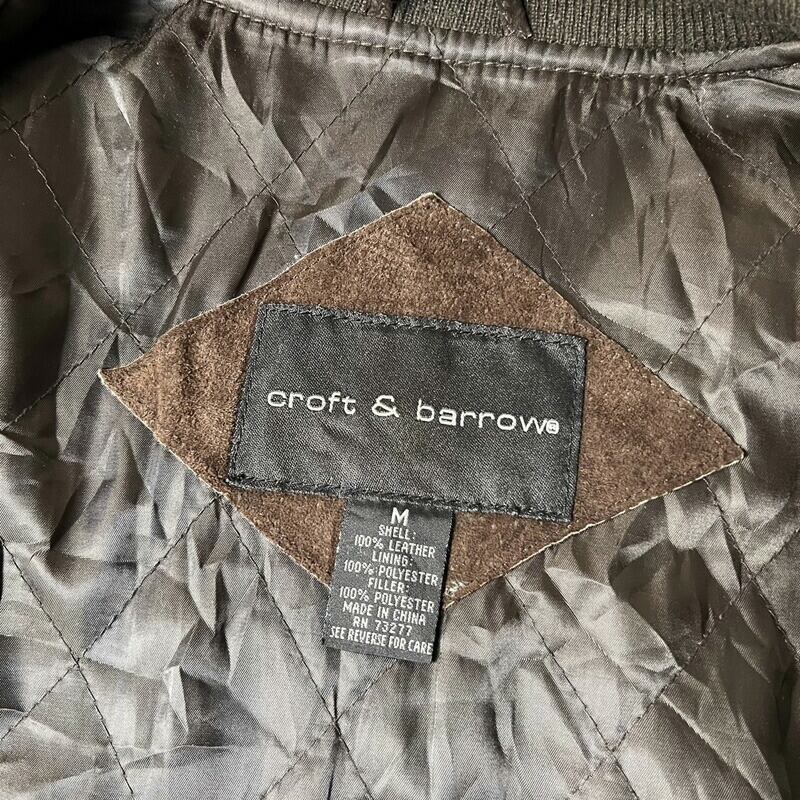 croft & barrow®
M
SHELL:
100% LEATHER
LINING:
100% POLYESTER
FILLER:
100% POLYESTER
MADE IN CHINA
RN 73277
SEE REVERSE FOR CARE